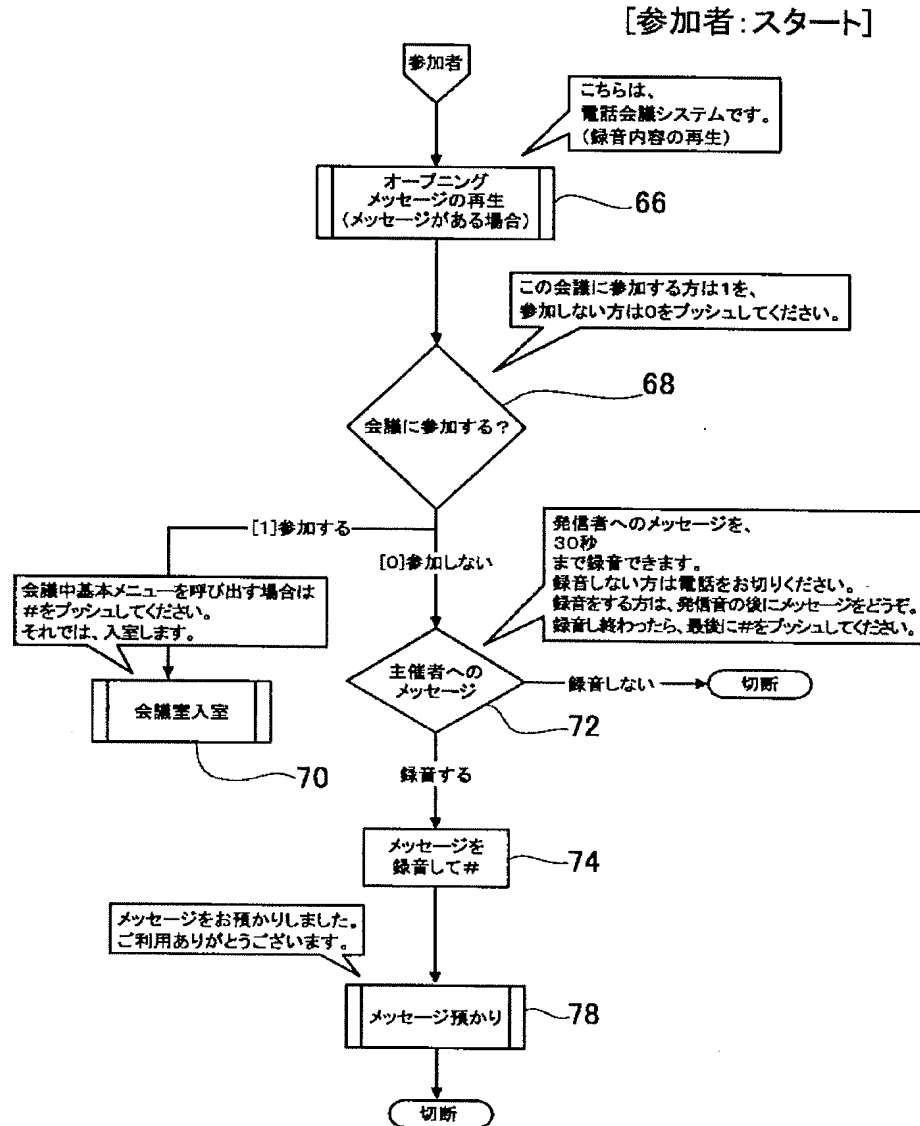 [参加者:スタート]
参加者
こちらは、
電話会議システムです。
(録音内容の再生)
オープニング
メッセージの再生
(メッセージがある場合)
66
この会議に参加する方は1を、
参加しない方は0をプッシュしてください。
会議に参加する?
68
[1]参加する
[0]参加しない
会議中基本メニューを呼び出す場合は
#をプッシュしてください。
それでは、入室します。
会議室入室
70
発信者へのメッセージを、
30秒
まで録音できます。
録音しない方は電話をお切りください。
録音をする方は、発信音の後にメッセージをどうぞ。
録音し終わったら、最後に#をプッシュしてください。
主催者への
メッセージ
72
録音しない
切断
録音する
メッセージを
録音して#
74
メッセージをお預かりしました。
ご利用ありがとうございます。
メッセージ預かり
78
切断